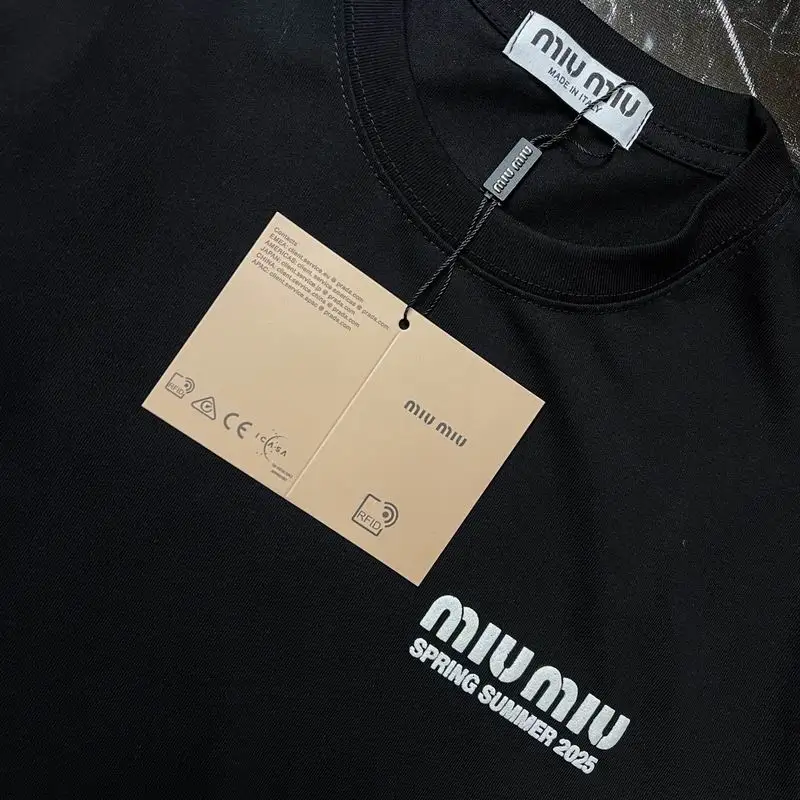 MIU MIU
MADE IN ITALY
MIU MIU
Contacts
EMEA: client.service.eu @ prada.com
AMERICAS: client.service.americas @ prada.com
JAPAN: client.service.jp @ prada.com
CHINA: client.service.china @ prada.com
APAC: client.service.apac @ prada.com
RFID
CE
ICASA
MIU MIU
RFID
MIU MIU
SPRING SUMMER 2025